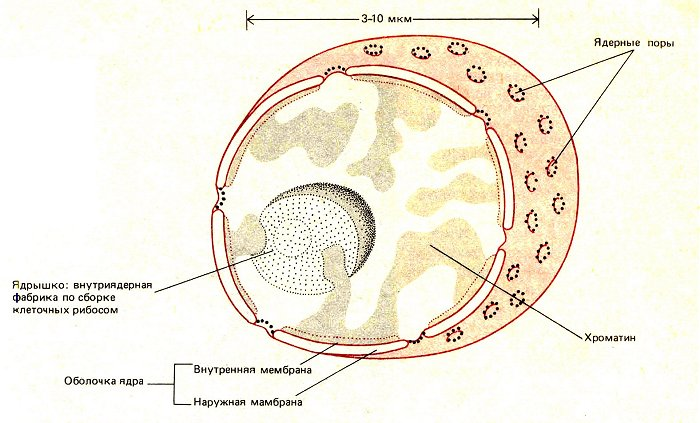 3-10 мкм
Ядерные поры
Ядрышко: внутриядерная
фабрика по сборке
клеточных рибосом
Хроматин
Внутренняя мембрана
Оболочка ядра
Наружная мамбрана